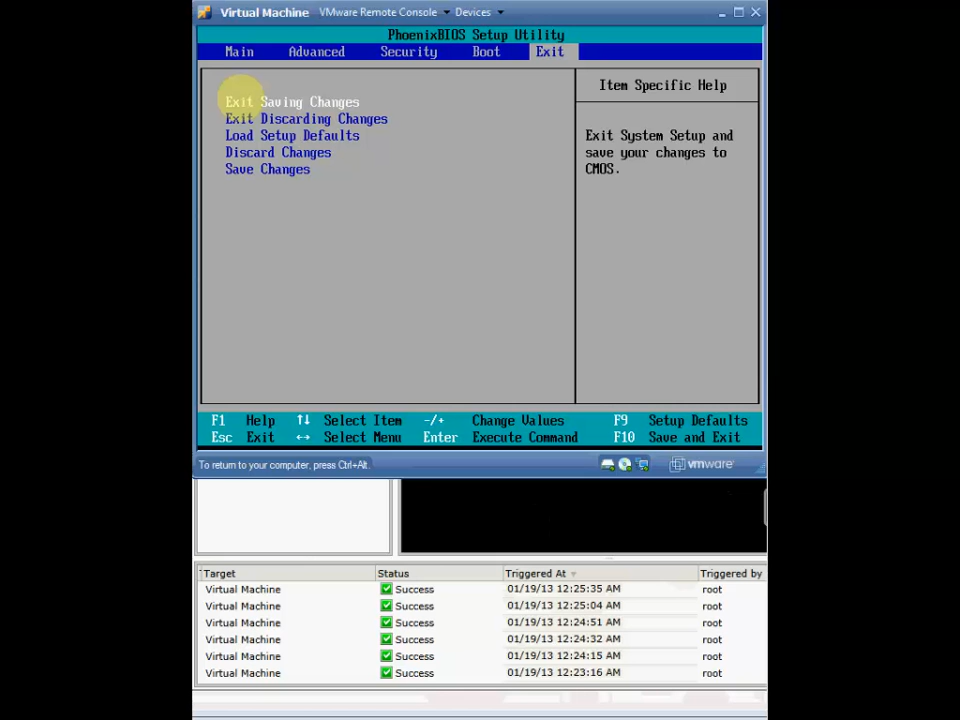 Virtual Machine VMware Remote Console Devices
PhoenixBIOS Setup Utility
Main Advanced Security Boot Exit
Item Specific Help
Exit Saving Changes
Exit Discarding Changes
Load Setup Defaults
Discard Changes
Save Changes
Exit System Setup and
save your changes to
CMOS.
F1 Help ↑↓ Select Item -/+ Change Values F9 Setup Defaults
Esc Exit ↔ Select Menu Enter Execute Command F10 Save and Exit
To return to your computer, press Ctrl+Alt. vmware
Target Status Triggered At Triggered by
Virtual Machine Success 01/19/13 12:25:35 AM root
Virtual Machine Success 01/19/13 12:25:04 AM root
Virtual Machine Success 01/19/13 12:24:51 AM root
Virtual Machine Success 01/19/13 12:24:32 AM root
Virtual Machine Success 01/19/13 12:24:15 AM root
Virtual Machine Success 01/19/13 12:23:16 AM root